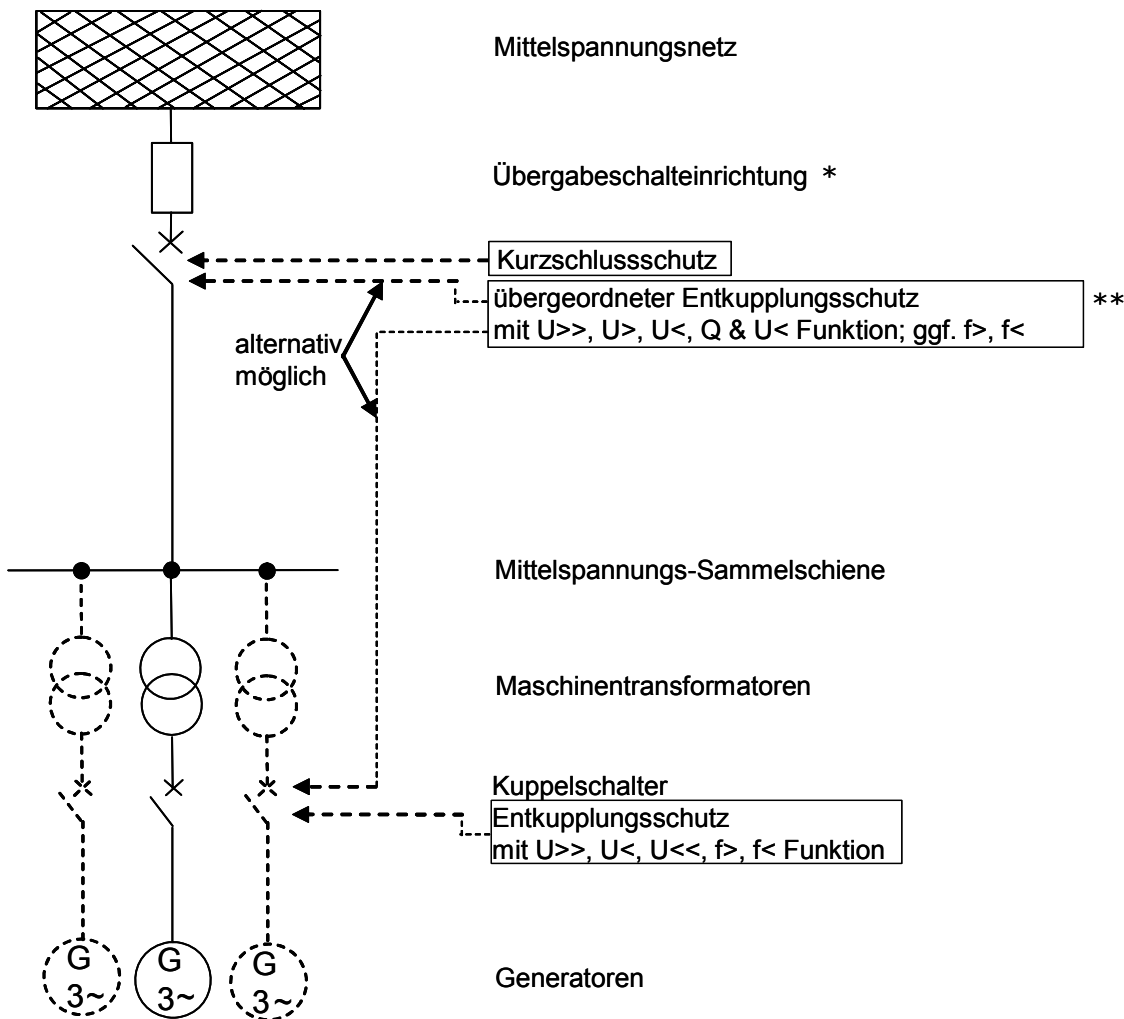 Mittelspannungsnetz
Übergabeschalteinrichtung *
Kurzschlussschutz
übergeordneter Entkupplungsschutz **
mit U>>, U>, U<, Q & U< Funktion; ggf. f>, f<
alternativ
möglich
Mittelspannungs-Sammelschiene
Maschinentransformatoren
Kuppelschalter
Entkupplungsschutz
mit U>>, U<, U<<, f>, f< Funktion
G G G
3~ 3~ 3~
Generatoren